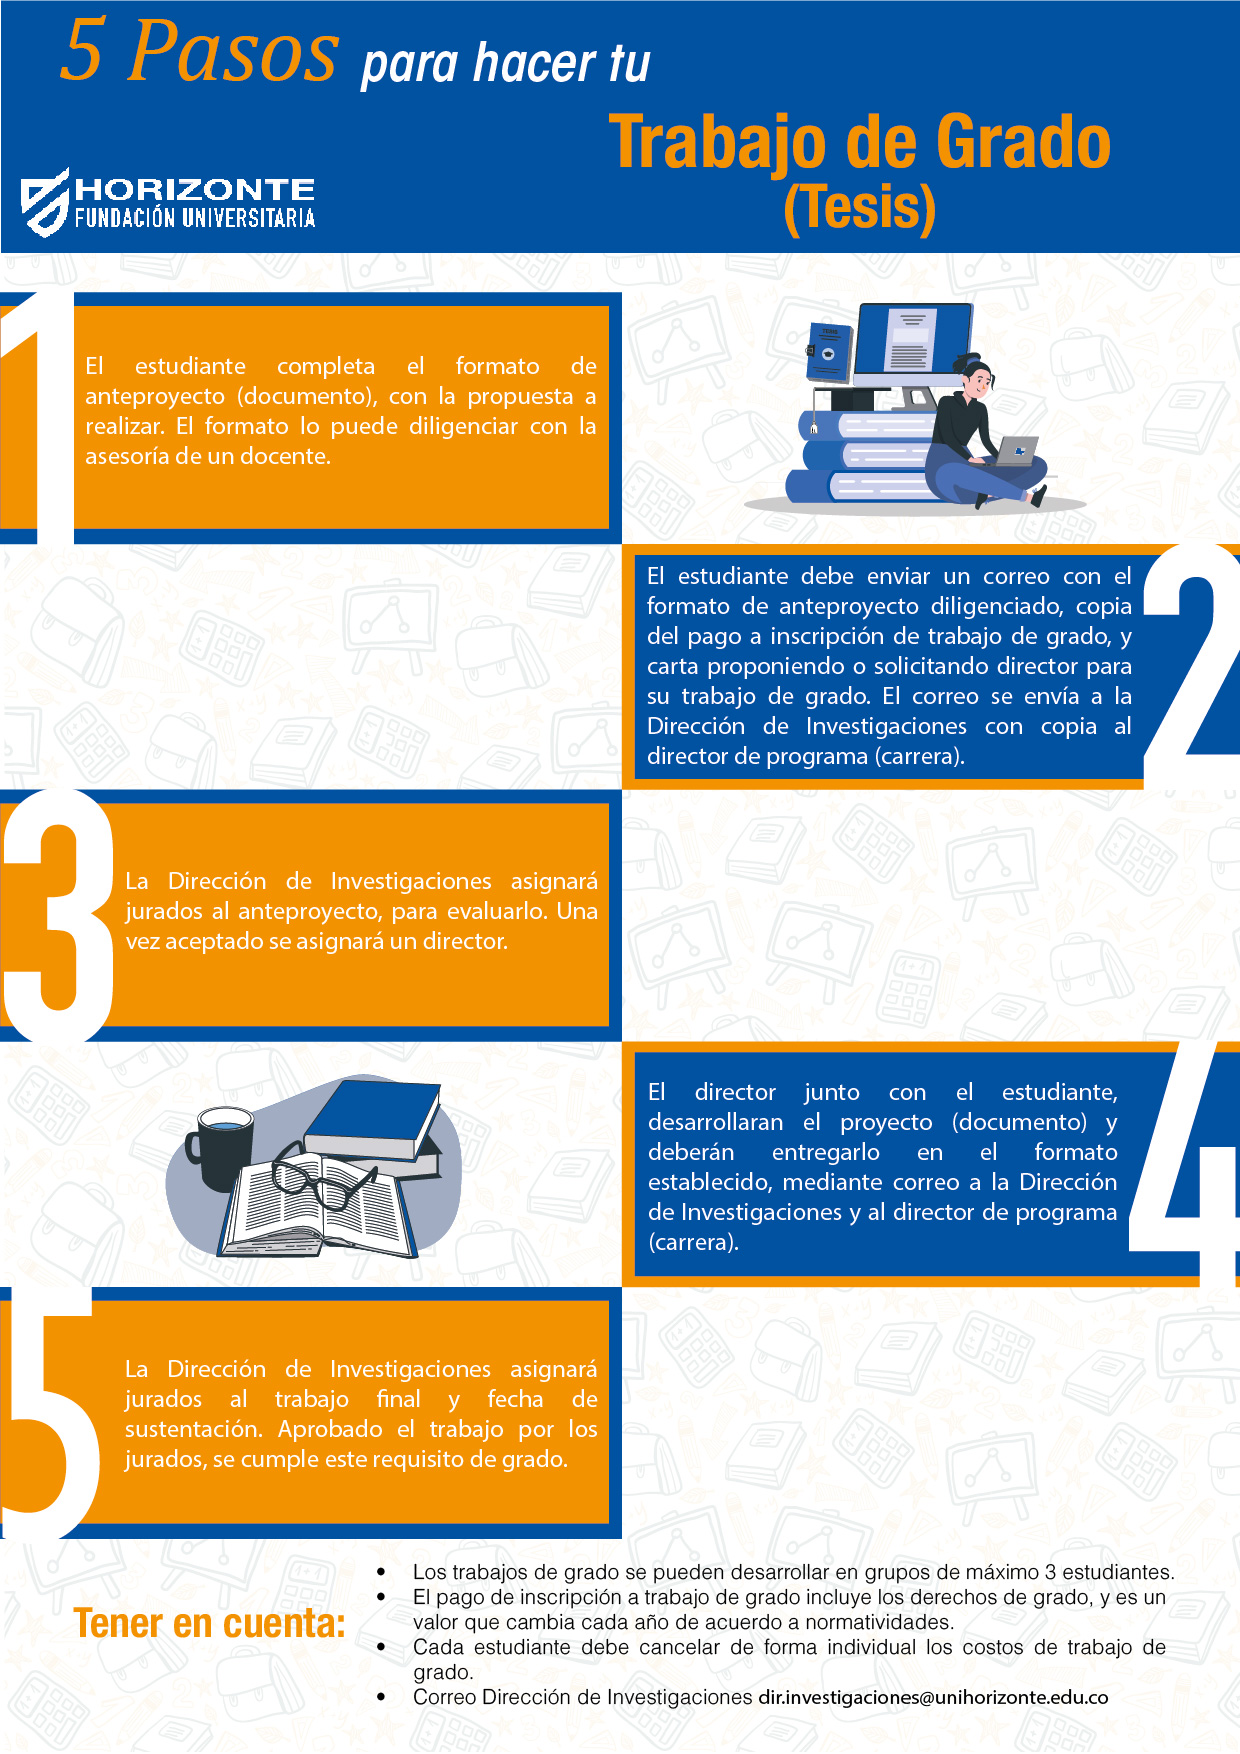 5 Pasos para hacer tu
Trabajo de Grado
(Tesis)
HORIZONTE
FUNDACIÓN UNIVERSITARIA
1
El estudiante completa el formato de
anteproyecto (documento), con la propuesta a
realizar. El formato lo puede diligenciar con la
asesoría de un docente.
2
El estudiante debe enviar un correo con el
formato de anteproyecto diligenciado, copia
del pago a inscripción de trabajo de grado, y
carta proponiendo o solicitando director para
su trabajo de grado. El correo se envía a la
Dirección de Investigaciones con copia al
director de programa (carrera).
3
La Dirección de Investigaciones asignará
jurados al anteproyecto, para evaluarlo. Una
vez aceptado se asignará un director.
4
El director junto con el estudiante,
desarrollaran el proyecto (documento) y
deberán entregarlo en el formato
establecido, mediante correo a la Dirección
de Investigaciones y al director de programa
(carrera).
5
La Dirección de Investigaciones asignará
jurados al trabajo final y fecha de
sustentación. Aprobado el trabajo por los
jurados, se cumple este requisito de grado.
Tener en cuenta:
• Los trabajos de grado se pueden desarrollar en grupos de máximo 3 estudiantes.
• El pago de inscripción a trabajo de grado incluye los derechos de grado, y es un
valor que cambia cada año de acuerdo a normatividades.
• Cada estudiante debe cancelar de forma individual los costos de trabajo de
grado.
• Correo Dirección de Investigaciones dir.investigaciones@unihorizonte.edu.co